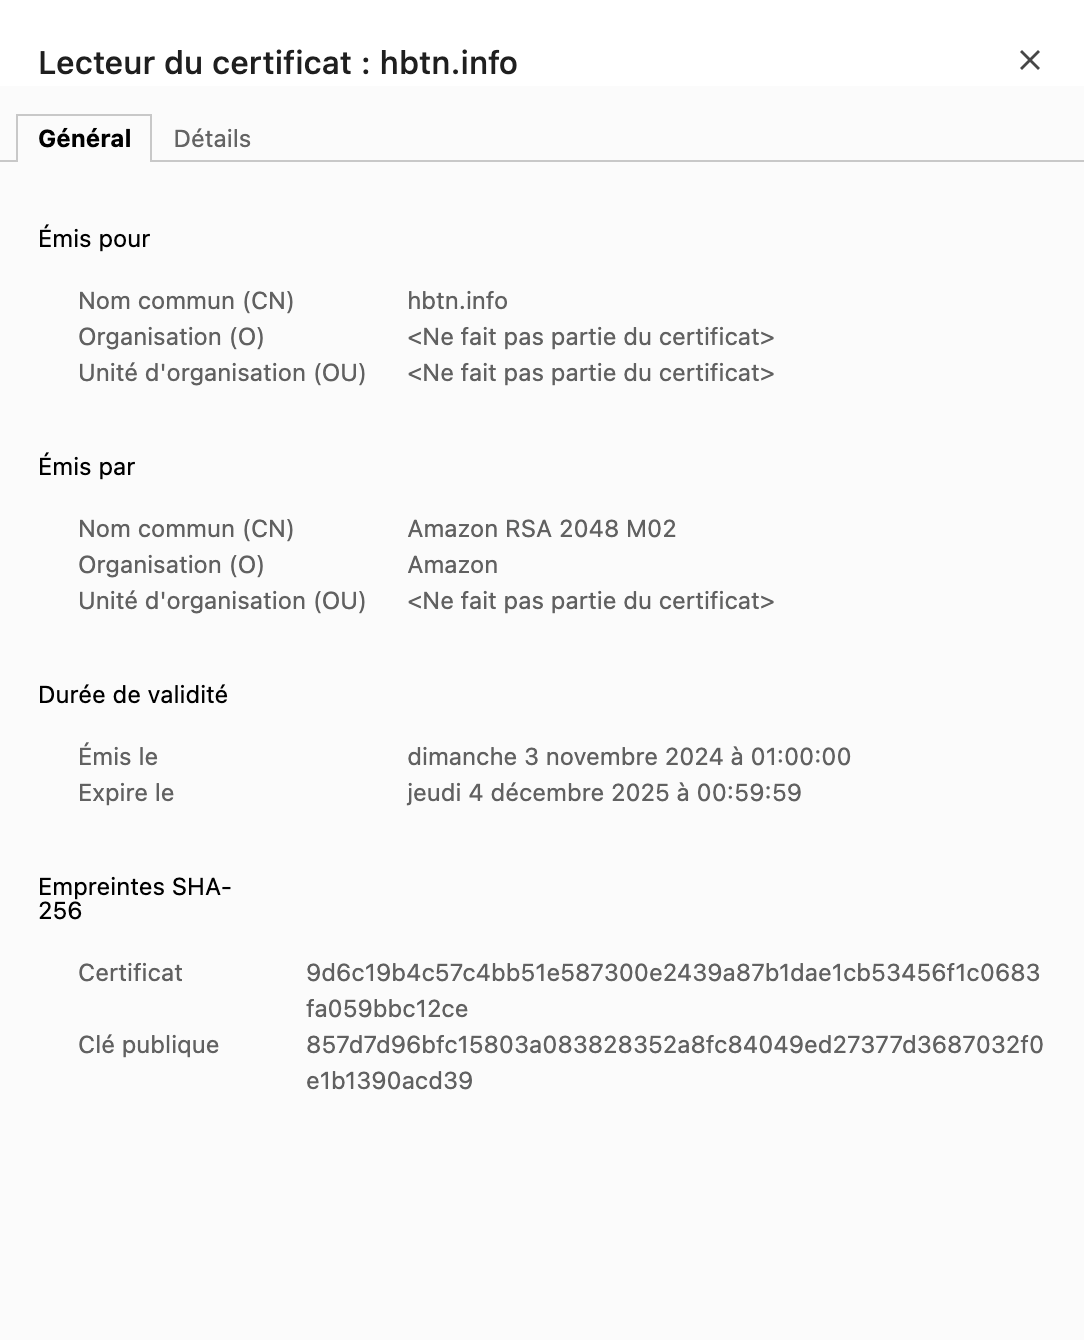 Lecteur du certificat : hbtn.info
Général
Détails
Émis pour
Nom commun (CN) hbtn.info
Organisation (O) <Ne fait pas partie du certificat>
Unité d'organisation (OU) <Ne fait pas partie du certificat>
Émis par
Nom commun (CN) Amazon RSA 2048 M02
Organisation (O) Amazon
Unité d'organisation (OU) <Ne fait pas partie du certificat>
Durée de validité
Émis le dimanche 3 novembre 2024 à 01:00:00
Expire le jeudi 4 décembre 2025 à 00:59:59
Empreintes SHA-
256
Certificat 9d6c19b4c57c4bb51e587300e2439a87b1dae1cb53456f1c0683
fa059bbc12ce
Clé publique 857d7d96bfc15803a083828352a8fc84049ed27377d3687032f0
e1b1390acd39